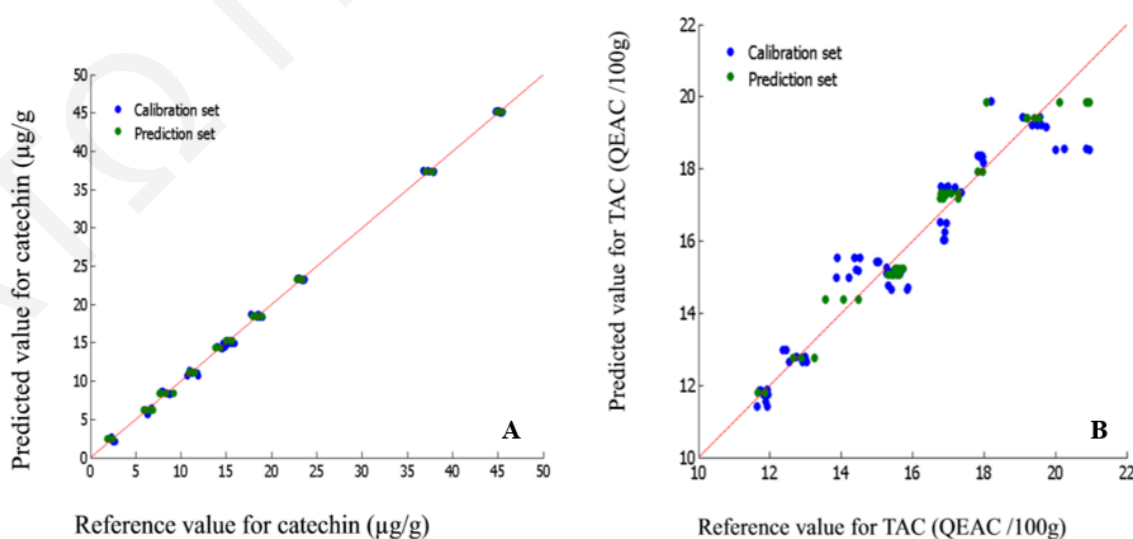 Predicted value for catechin (µg/g
50
45
40
35
30
25
20
15
10
5
0
Calibration set
Prediction set
A
0 5 10 15 20 25 30 35 40 45 50
Reference value for catechin (µg/g)
Predicted value for TAC (QEAC /100g)
22
20
18
16
14
12
10
Calibration set
Prediction set
B
10 12 14 16 18 20 22
Reference value for TAC (QEAC /100g)